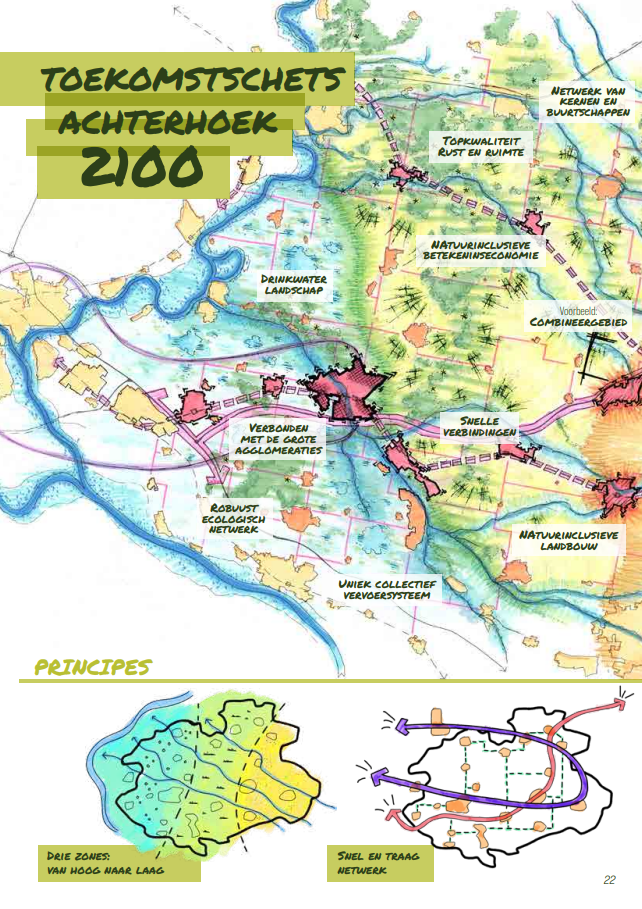 TOEKOMSTSCHETS
ACHTERHOEK
2100
NETWERK VAN
KERNEN EN
BUURTSCHAPPEN
TOPKWALITEIT
RUST EN RUIMTE
NATUURINCLUSIEVE
BETEKENINSECONOMIE
DRINKWATER
LANDSCHAP
Voorbeeld:
COMBINEERGEBIED
VERBONDEN
MET DE GROTE
AGGLOMERATIES
SNELLE
VERBINDINGEN
ROBUUST
ECOLOGISCH
NETWERK
NATUURINCLUSIEVE
LANDBOUW
UNIEK COLLECTIEF
VERVOERSYSTEEM
PRINCIPES
DRIE ZONES:
VAN HOOG NAAR LAAG
SNEL EN TRAAG
NETWERK
22